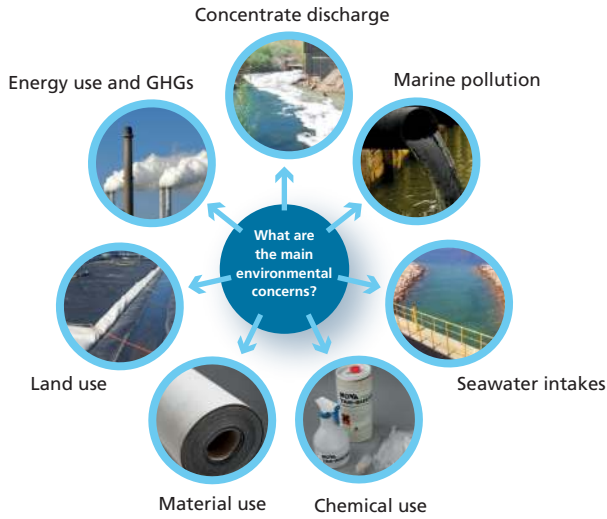 Concentrate discharge
Energy use and GHGs
Marine pollution
What are
the main
environmental
concerns?
Land use
Seawater intakes
Material use
Chemical use